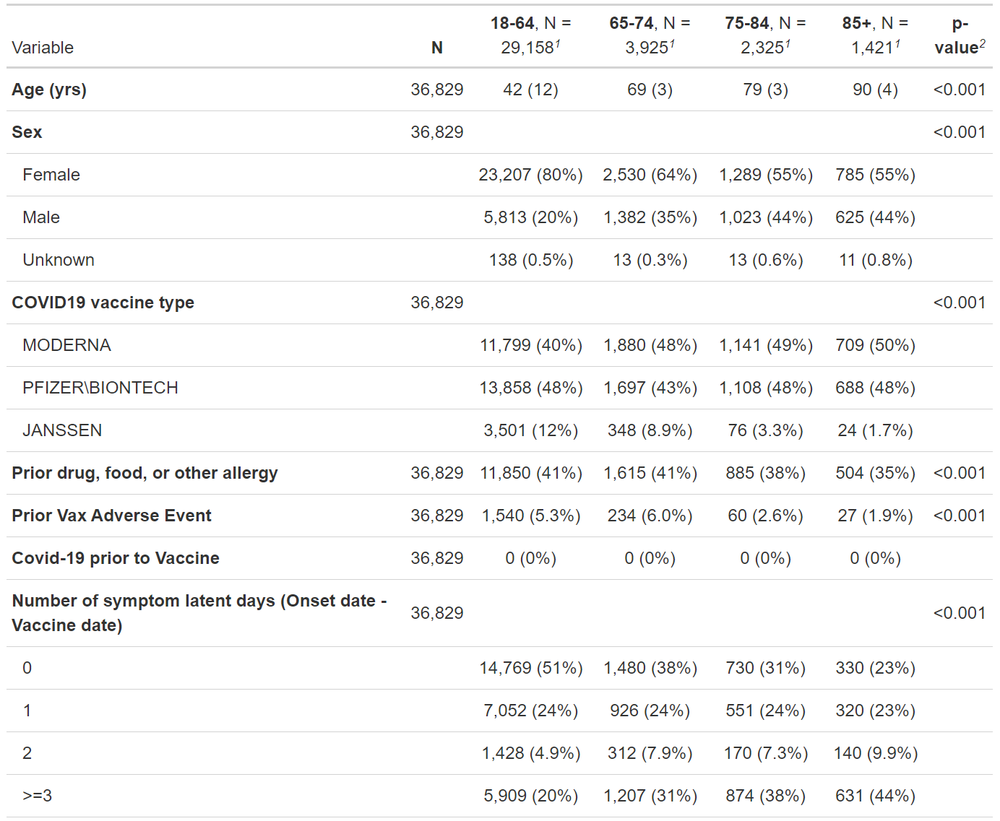 Variable N 18-64, N = 29,158¹ 65-74, N = 3,925¹ 75-84, N = 2,325¹ 85+, N = 1,421¹ p-value²
Age (yrs) 36,829 42 (12) 69 (3) 79 (3) 90 (4) <0.001
Sex 36,829 <0.001
Female 23,207 (80%) 2,530 (64%) 1,289 (55%) 785 (55%)
Male 5,813 (20%) 1,382 (35%) 1,023 (44%) 625 (44%)
Unknown 138 (0.5%) 13 (0.3%) 13 (0.6%) 11 (0.8%)
COVID19 vaccine type 36,829 <0.001
MODERNA 11,799 (40%) 1,880 (48%) 1,141 (49%) 709 (50%)
PFIZER\BIONTECH 13,858 (48%) 1,697 (43%) 1,108 (48%) 688 (48%)
JANSSEN 3,501 (12%) 348 (8.9%) 76 (3.3%) 24 (1.7%)
Prior drug, food, or other allergy 36,829 11,850 (41%) 1,615 (41%) 885 (38%) 504 (35%) <0.001
Prior Vax Adverse Event 36,829 1,540 (5.3%) 234 (6.0%) 60 (2.6%) 27 (1.9%) <0.001
Covid-19 prior to Vaccine 36,829 0 (0%) 0 (0%) 0 (0%) 0 (0%)
Number of symptom latent days (Onset date -
Vaccine date) 36,829 <0.001
0 14,769 (51%) 1,480 (38%) 730 (31%) 330 (23%)
1 7,052 (24%) 926 (24%) 551 (24%) 320 (23%)
2 1,428 (4.9%) 312 (7.9%) 170 (7.3%) 140 (9.9%)
>=3 5,909 (20%) 1,207 (31%) 874 (38%) 631 (44%)